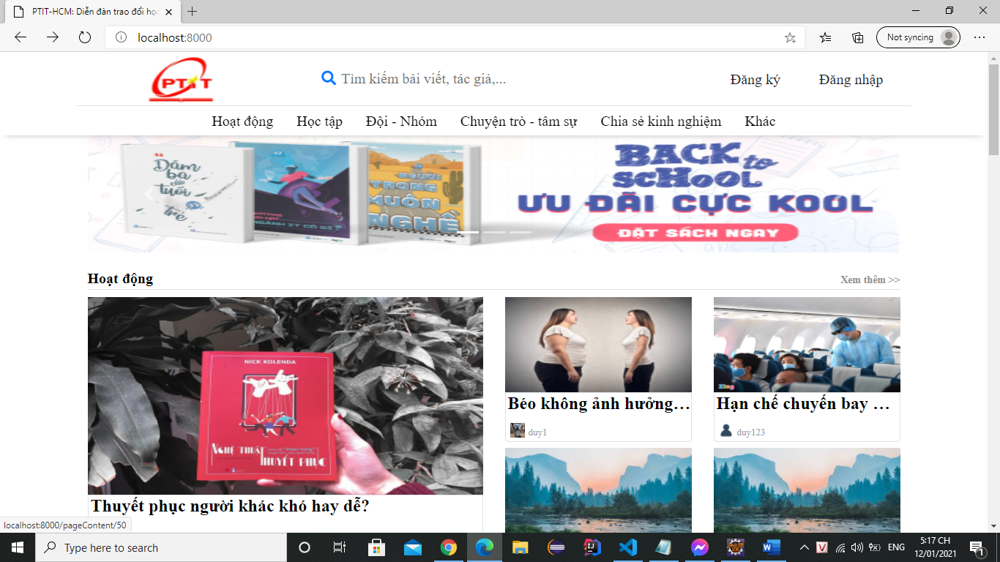 PTIT-HCM: Diễn đàn trao đổi học
localhost:8000
Not syncing
PTIT
Tìm kiếm bài viết, tác giả,...
Đăng ký
Đăng nhập
Hoạt động
Học tập
Đội - Nhóm
Chuyện trò - tâm sự
Chia sẻ kinh nghiệm
Khác
Dăm ba cái tuổi trẻ
NGÀNH IT CÓ GÌ?
NGƯỜI TRONG MUÔN NGHỀ
BACK to SCHOOL
ƯU ĐÃI CỰC KOOL
ĐẶT SÁCH NGAY
Hoạt động
Xem thêm >>
NICK KOLENDA
NGHỆ THUẬT
THUYẾT PHỤC
Zing
Béo không ảnh hưởng…
Hạn chế chuyến bay …
duy1
duy123
Thuyết phục người khác khó hay dễ?
localhost:8000/pageContent/50
Type here to search
ENG
5:17 CH
12/01/2021
1